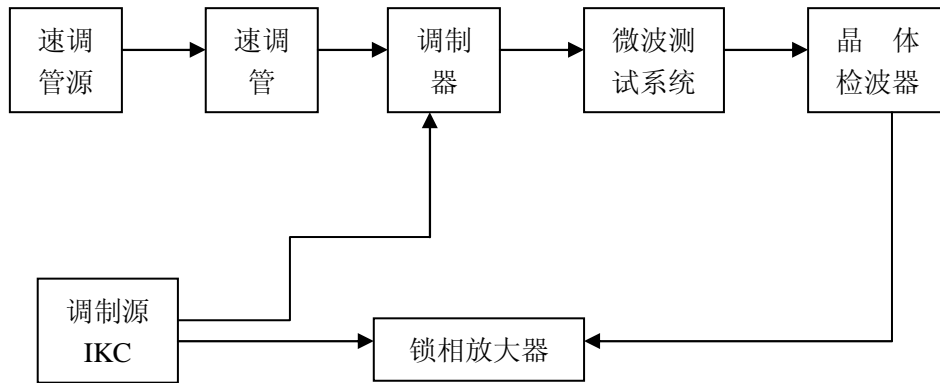 速调
管源
速调
管
调制
器
微波测
试系统
晶 体
检波器
调制源
IKC
锁相放大器